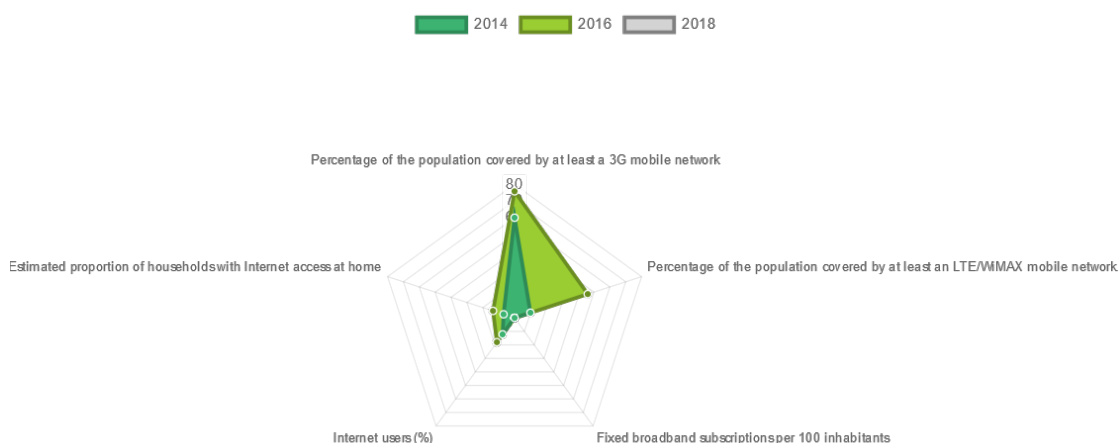 2014 2016 2018
Percentage of the population covered by at least a 3G mobile network
80
Estimated proportion of households with Internet access at home
Percentage of the population covered by at least an LTE/WiMAX mobile network
Internet users (%)
Fixed broadband subscriptions per 100 inhabitants